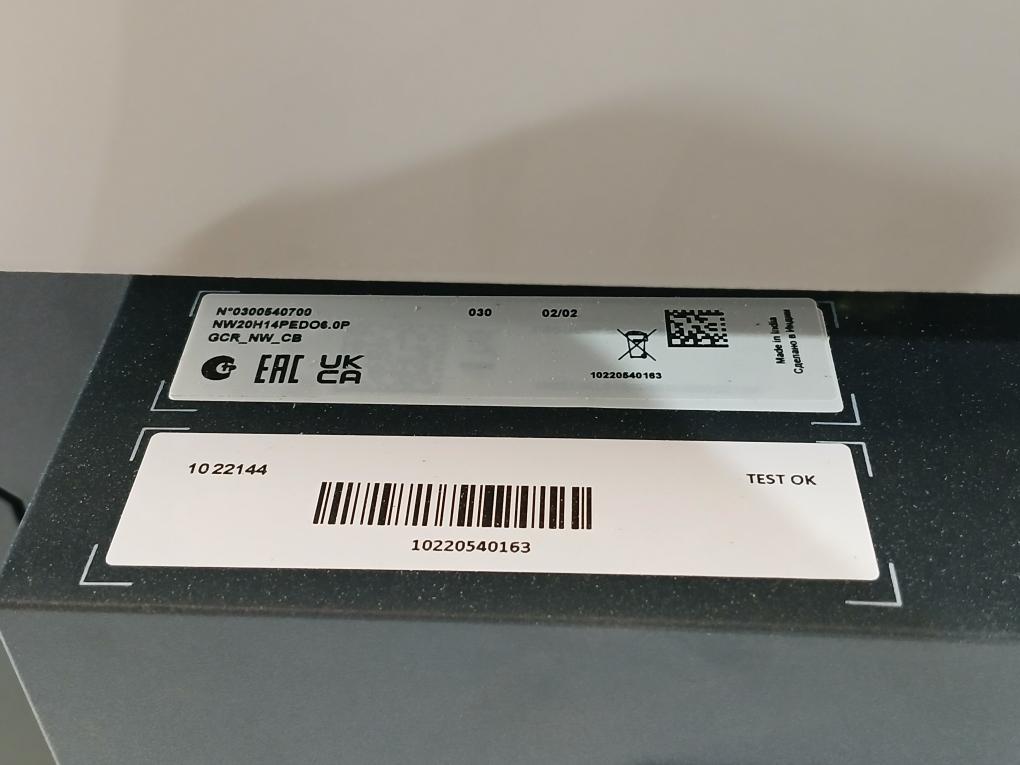 N°0300540700 030 02/02
NW20H14PEDO6.0P
GCR_NW_CB
EAC UK CA
10220540163
Made in India
Сделано в Индии
10 22144
TEST OK
10220540163